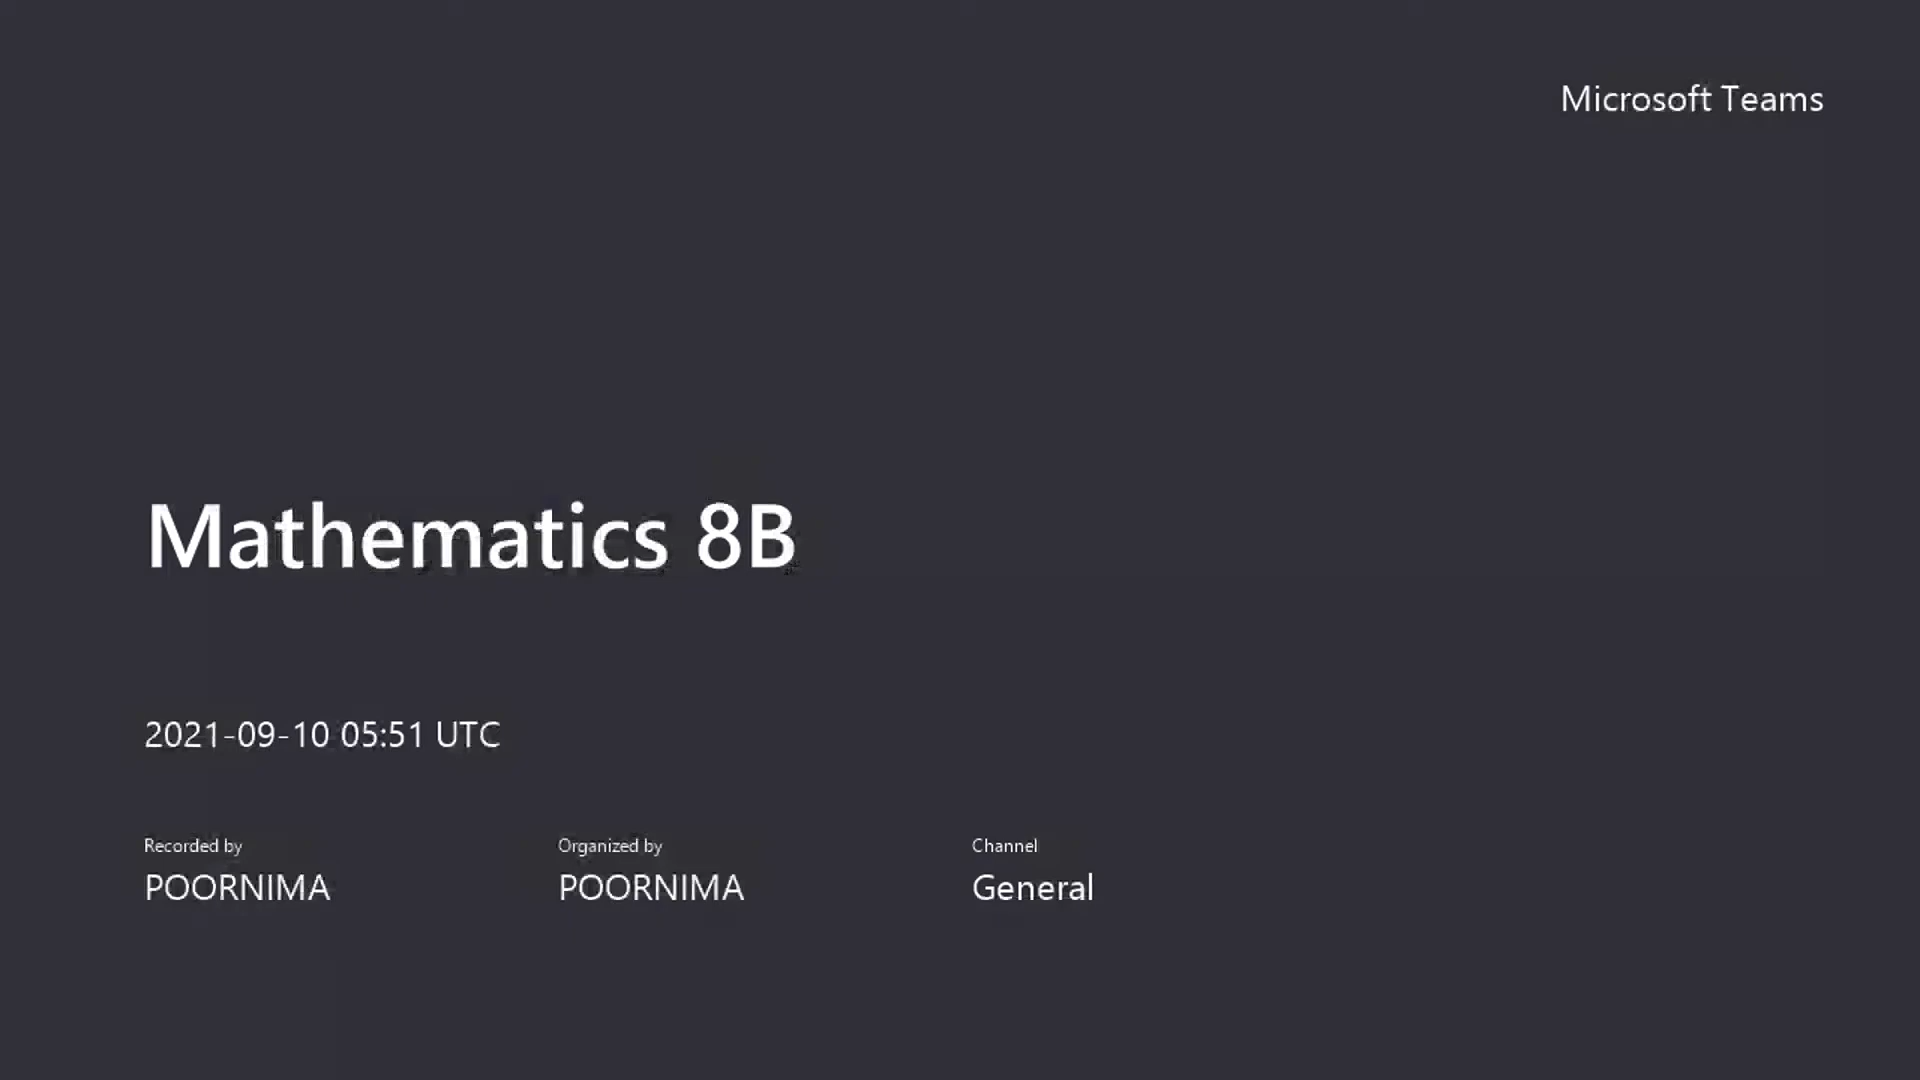 Microsoft Teams
Mathematics 8B
2021-09-10 05:51 UTC
Recorded by
POORNIMA
Organized by
POORNIMA
Channel
General